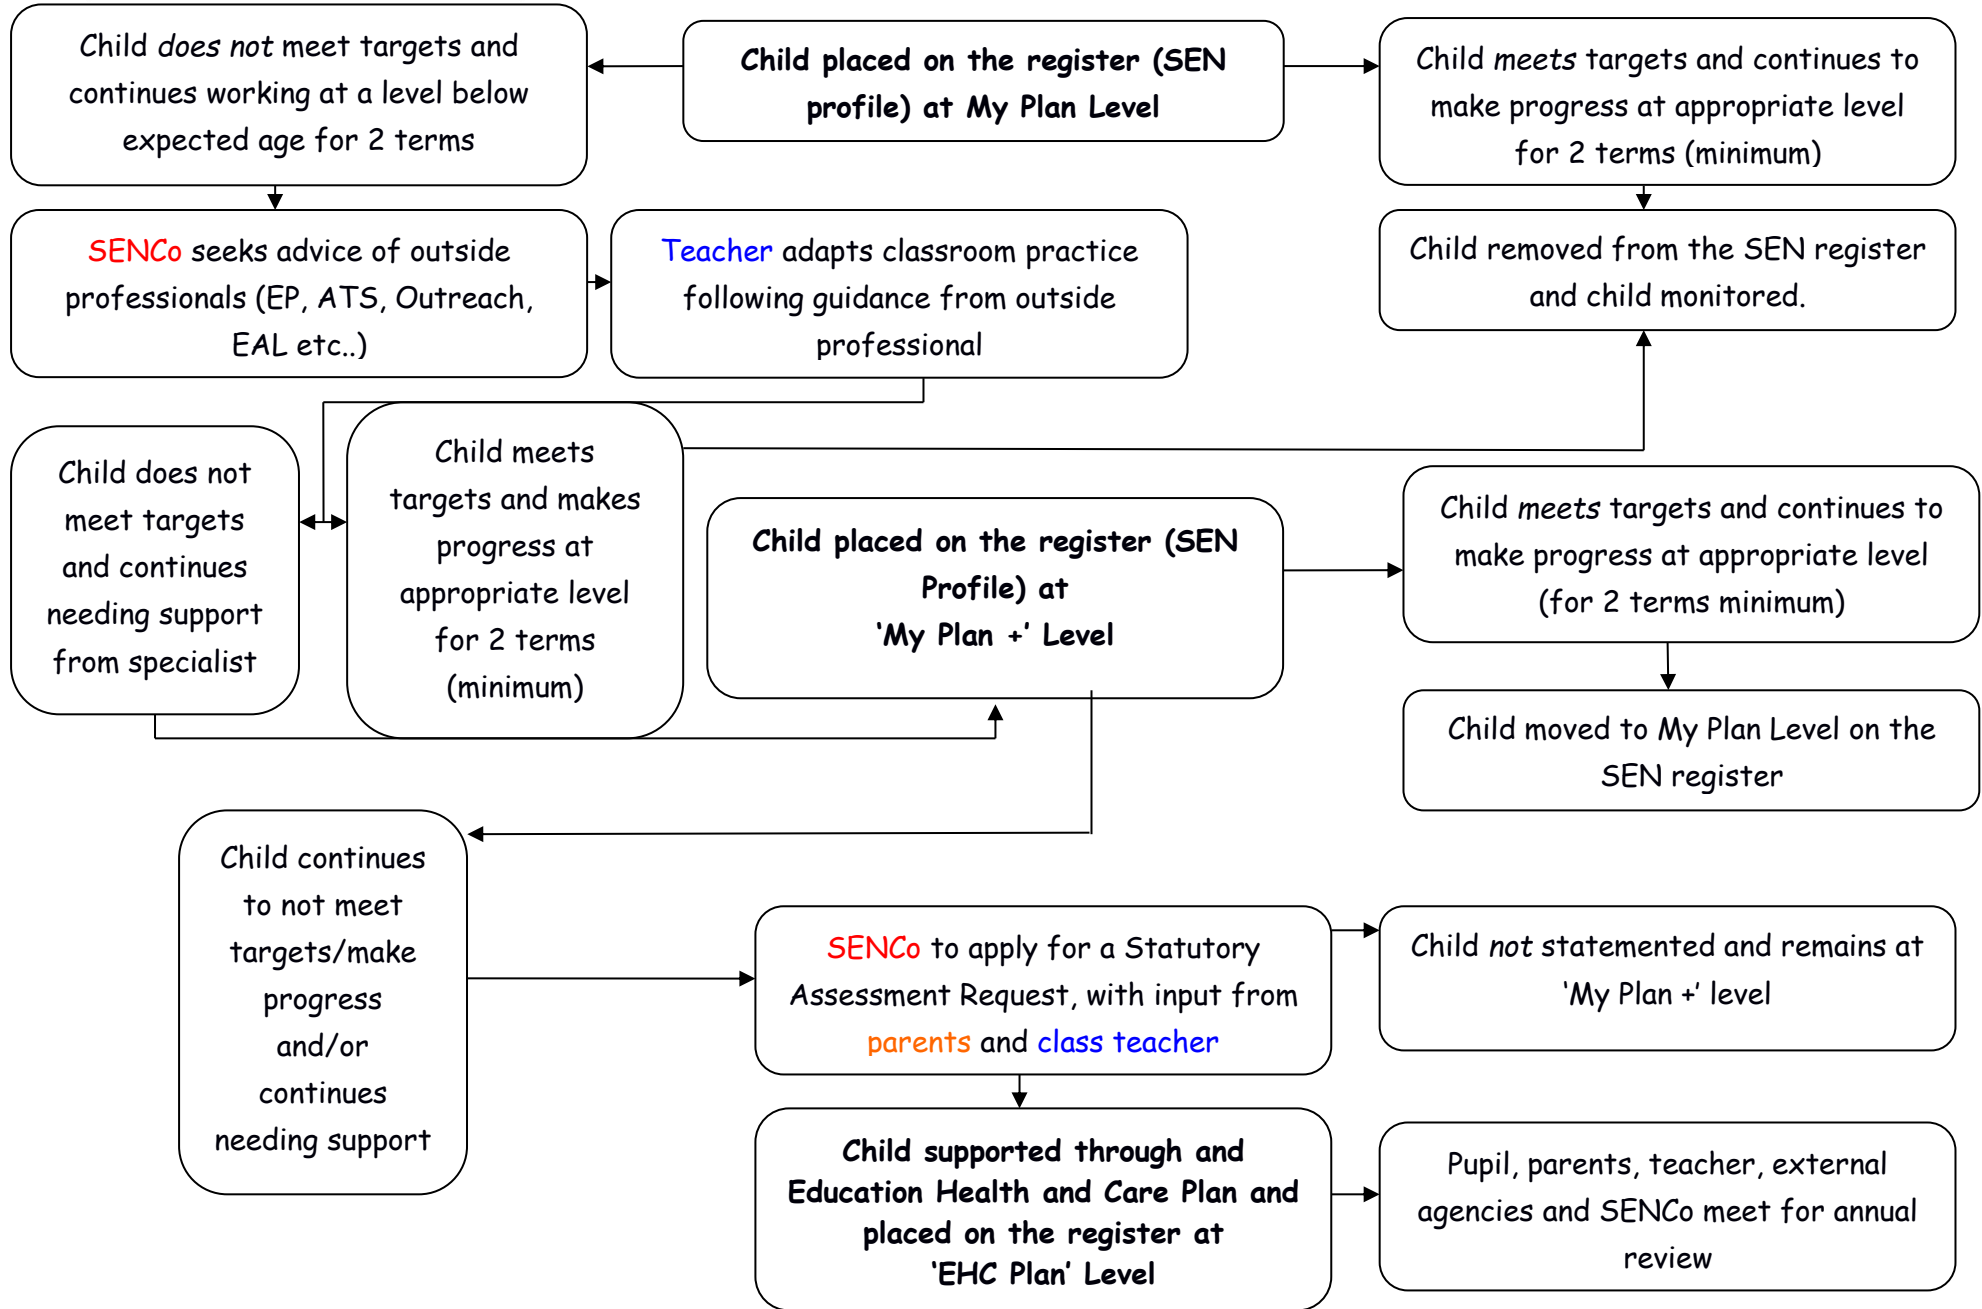 Child does not meet targets and
continues working at a level below
expected age for 2 terms
Child placed on the register (SEN
profile) at My Plan Level
Child meets targets and continues to
make progress at appropriate level
for 2 terms (minimum)
SENCo seeks advice of outside
professionals (EP, ATS, Outreach,
EAL etc..)
Teacher adapts classroom practice
following guidance from outside
professional
Child removed from the SEN register
and child monitored.
Child does not
meet targets
and continues
needing support
from specialist
Child meets
targets and makes
progress at
appropriate level
for 2 terms
(minimum)
Child placed on the register (SEN
Profile) at
‘My Plan +’ Level
Child meets targets and continues to
make progress at appropriate level
(for 2 terms minimum)
Child moved to My Plan Level on the
SEN register
Child continues
to not meet
targets/make
progress
and/or
continues
needing support
SENCo to apply for a Statutory
Assessment Request, with input from
parents and class teacher
Child not statemented and remains at
‘My Plan +’ level
Child supported through and
Education Health and Care Plan and
placed on the register at
‘EHC Plan’ Level
Pupil, parents, teacher, external
agencies and SENCo meet for annual
review